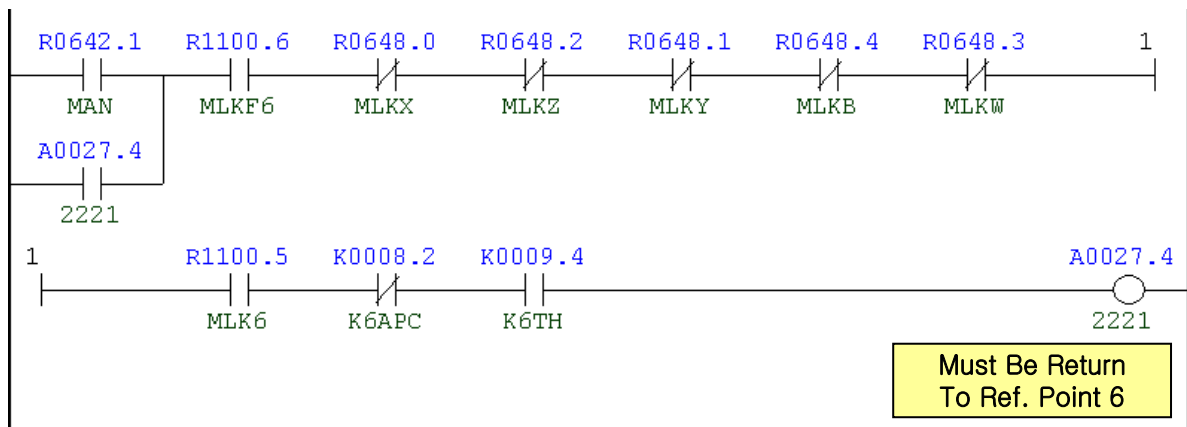 R0642.1 R1100.6 R0648.0 R0648.2 R0648.1 R0648.4 R0648.3 1
MAN MLKF6 MLKX MLKZ MLKY MLKB MLKW
A0027.4
2221
1 R1100.5 K0008.2 K0009.4 A0027.4
MLK6 K6APC K6TH 2221
Must Be Return
To Ref. Point 6